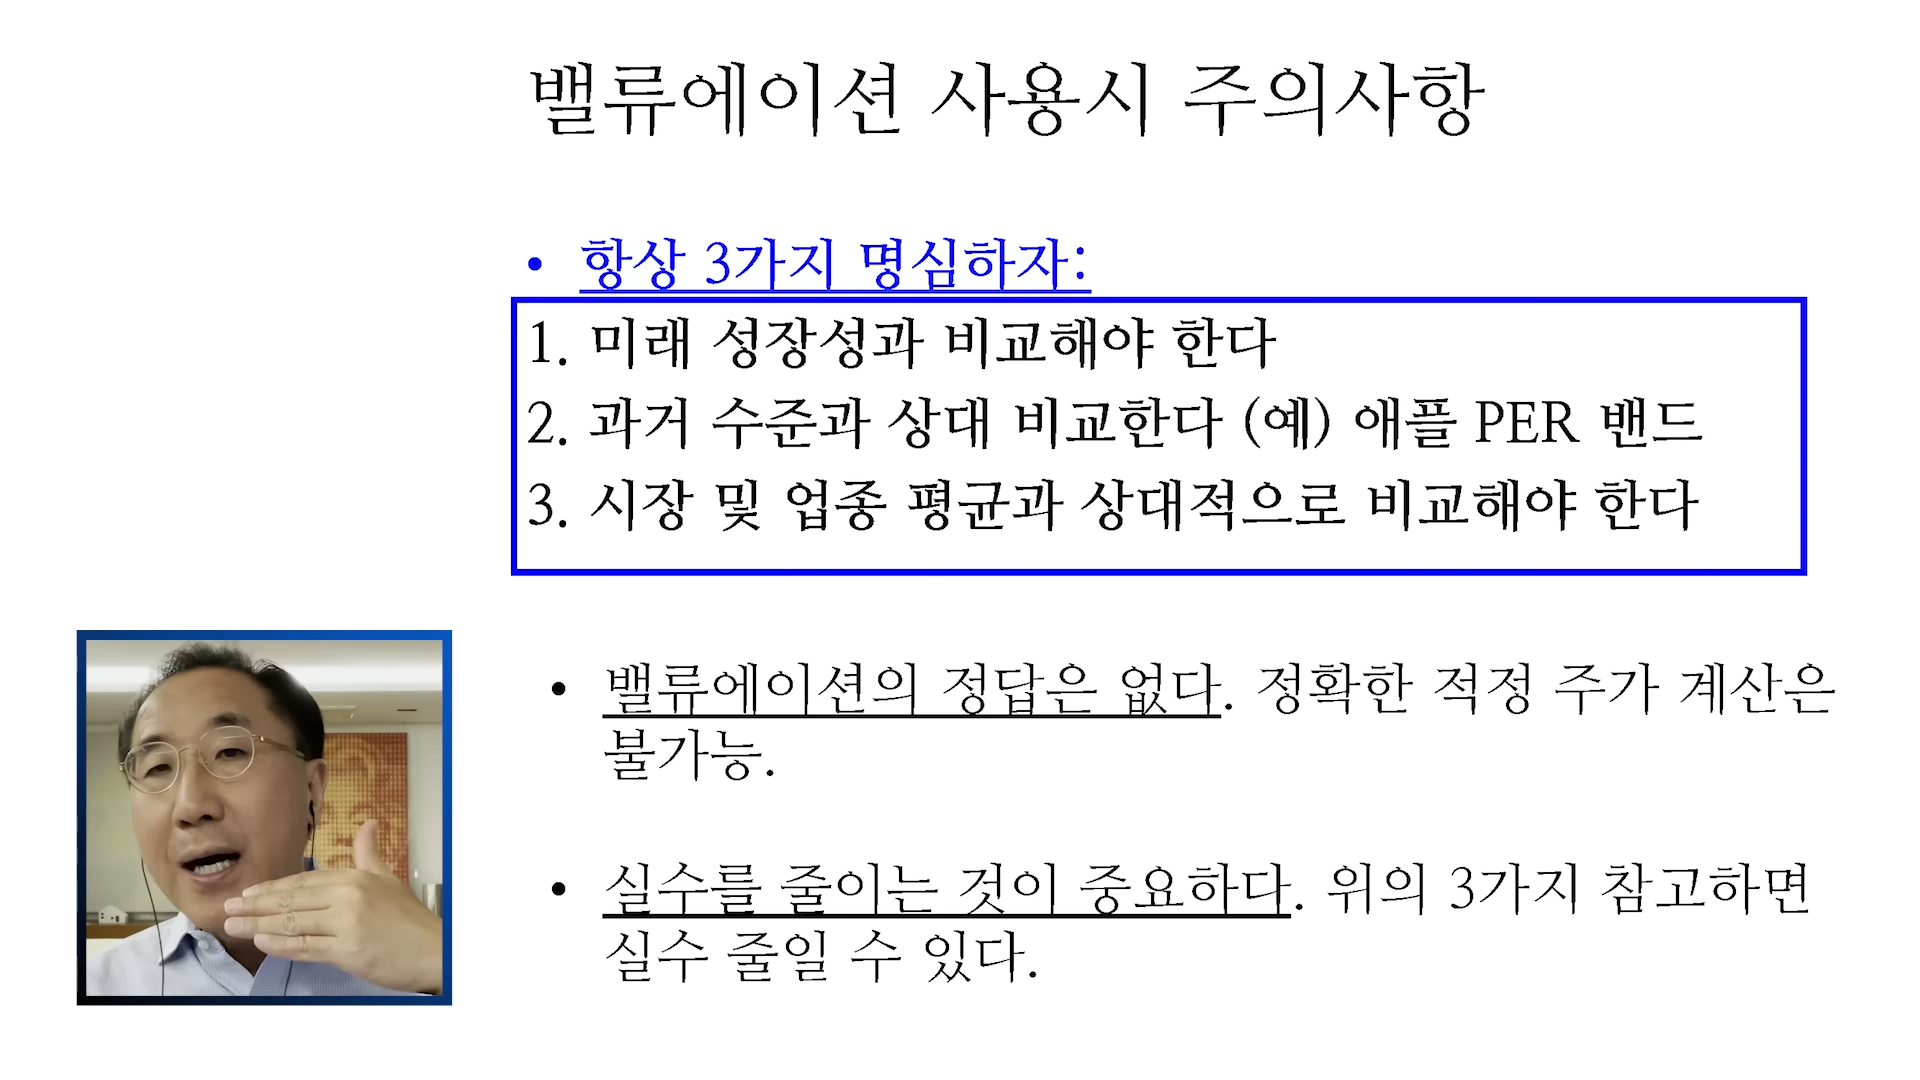 밸류에이션 사용시 주의사항
• 항상 3가지 명심하자:
1. 미래 성장성과 비교해야 한다
2. 과거 수준과 상대 비교한다 (예) 애플 PER 밴드
3. 시장 및 업종 평균과 상대적으로 비교해야 한다
• 밸류에이션의 정답은 없다. 정확한 적정 주가 계산은
불가능.
• 실수를 줄이는 것이 중요하다. 위의 3가지 참고하면
실수 줄일 수 있다.